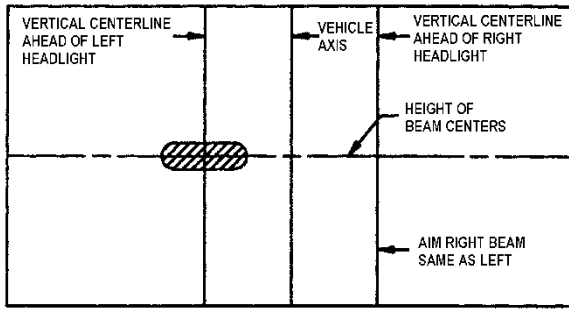 VERTICAL CENTERLINE
AHEAD OF LEFT
HEADLIGHT
VEHICLE
AXIS
VERTICAL CENTERLINE
AHEAD OF RIGHT
HEADLIGHT
HEIGHT OF
BEAM CENTERS
AIM RIGHT BEAM
SAME AS LEFT